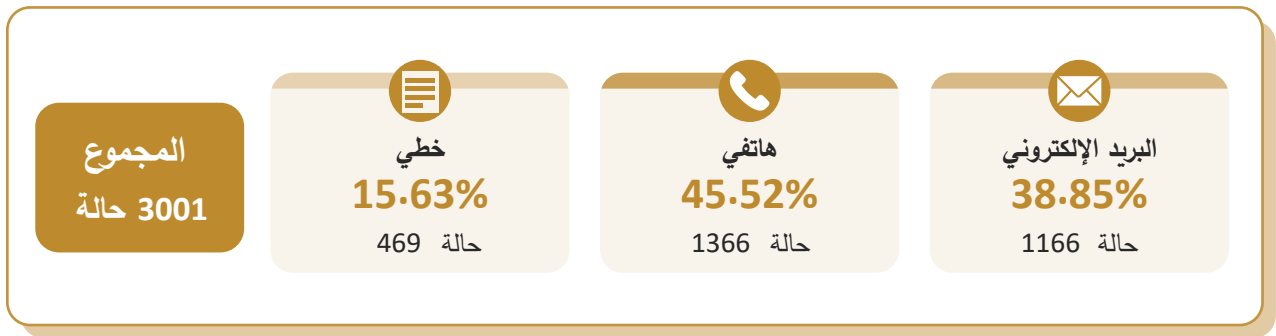 البريد الإلكتروني
38.85%
1166 حالة
هاتفي
45.52%
1366 حالة
خطي
15.63%
469 حالة
المجموع
3001 حالة